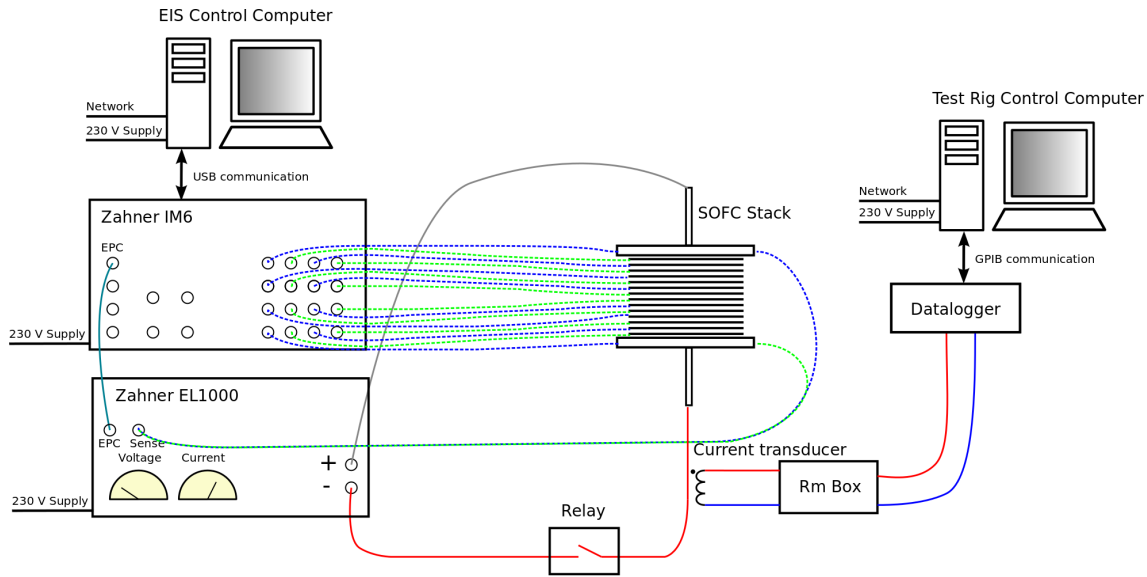 EIS Control Computer
Network
230 V Supply
USB communication
Test Rig Control Computer
Network
230 V Supply
GPIB communication
Zahner IM6
EPC
230 V Supply
SOFC Stack
Datalogger
Zahner EL1000
EPC
Sense
Voltage
Current
+
-
230 V Supply
Current transducer
Rm Box
Relay